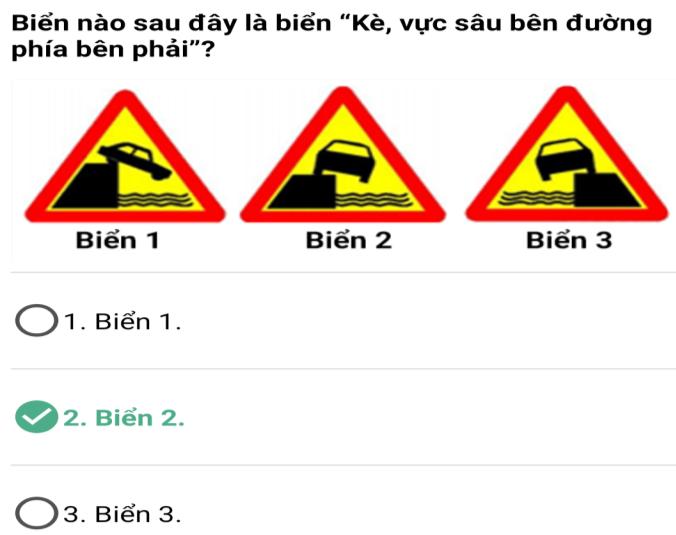 Biển nào sau đây là biển “Kè, vực sâu bên đường
phía bên phải”?
Biển 1
Biển 2
Biển 3
1. Biển 1.
2. Biển 2.
3. Biển 3.